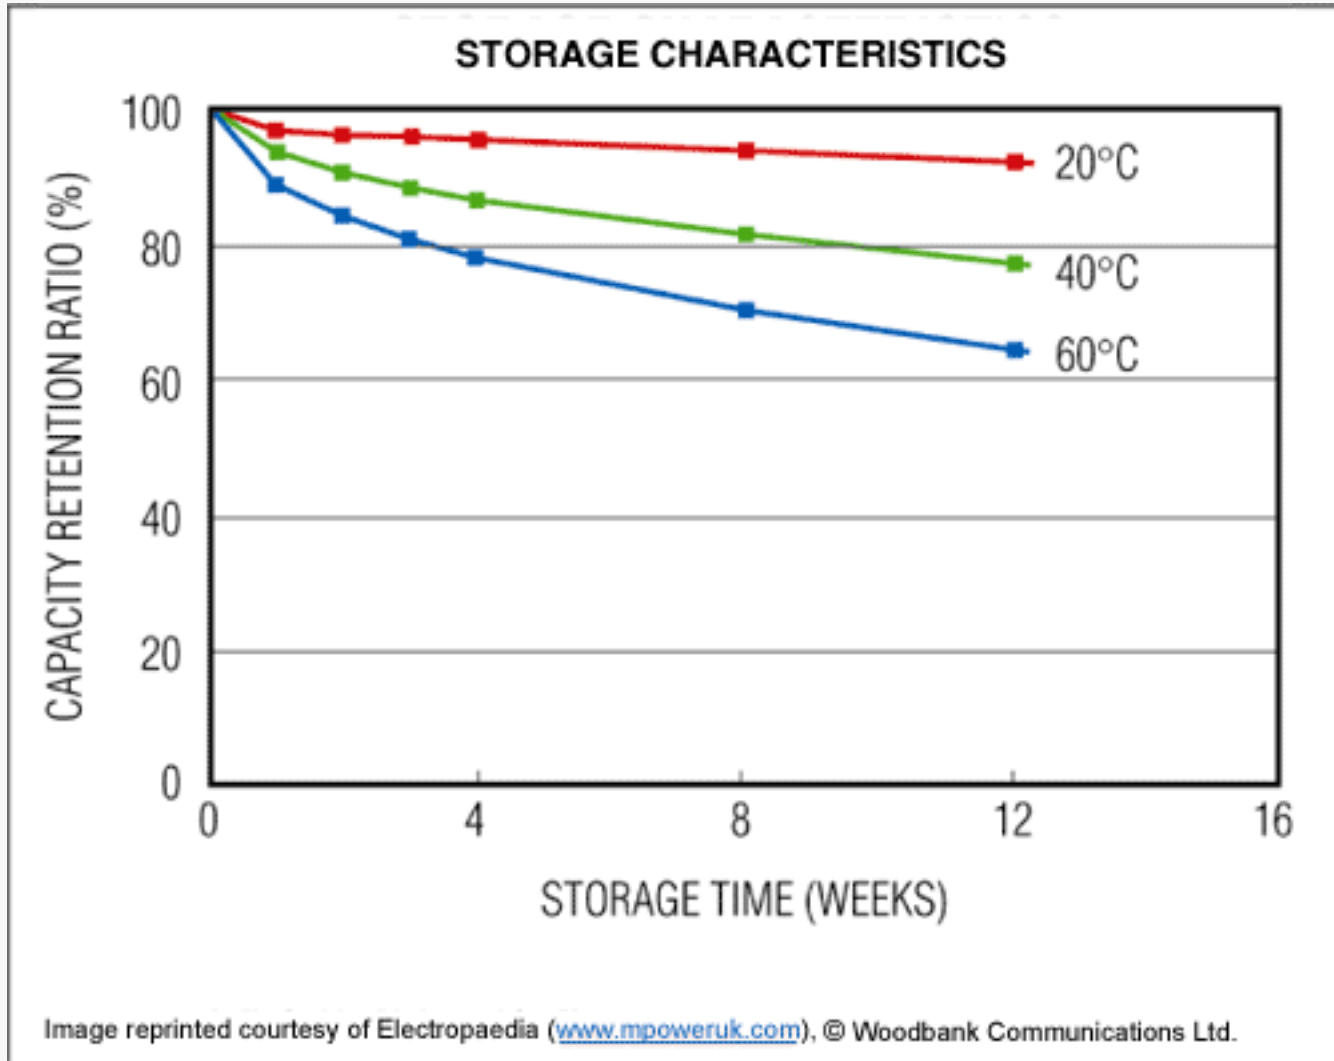 STORAGE CHARACTERISTICS
CAPACITY RETENTION RATIO (%)
100
80
60
40
20
0
20°C
40°C
60°C
0 4 8 12 16
STORAGE TIME (WEEKS)
Image reprinted courtesy of Electropaedia (www.mpoweruk.com), © Woodbank Communications Ltd.